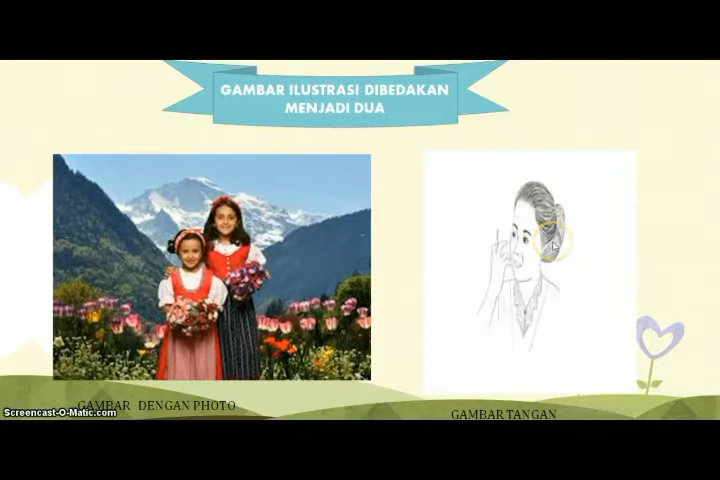 GAMBAR ILUSTRASI DIBEDAKAN
MENJADI DUA
GAMBAR DENGAN PHOTO
GAMBAR TANGAN
Screencast-O-Matic.com